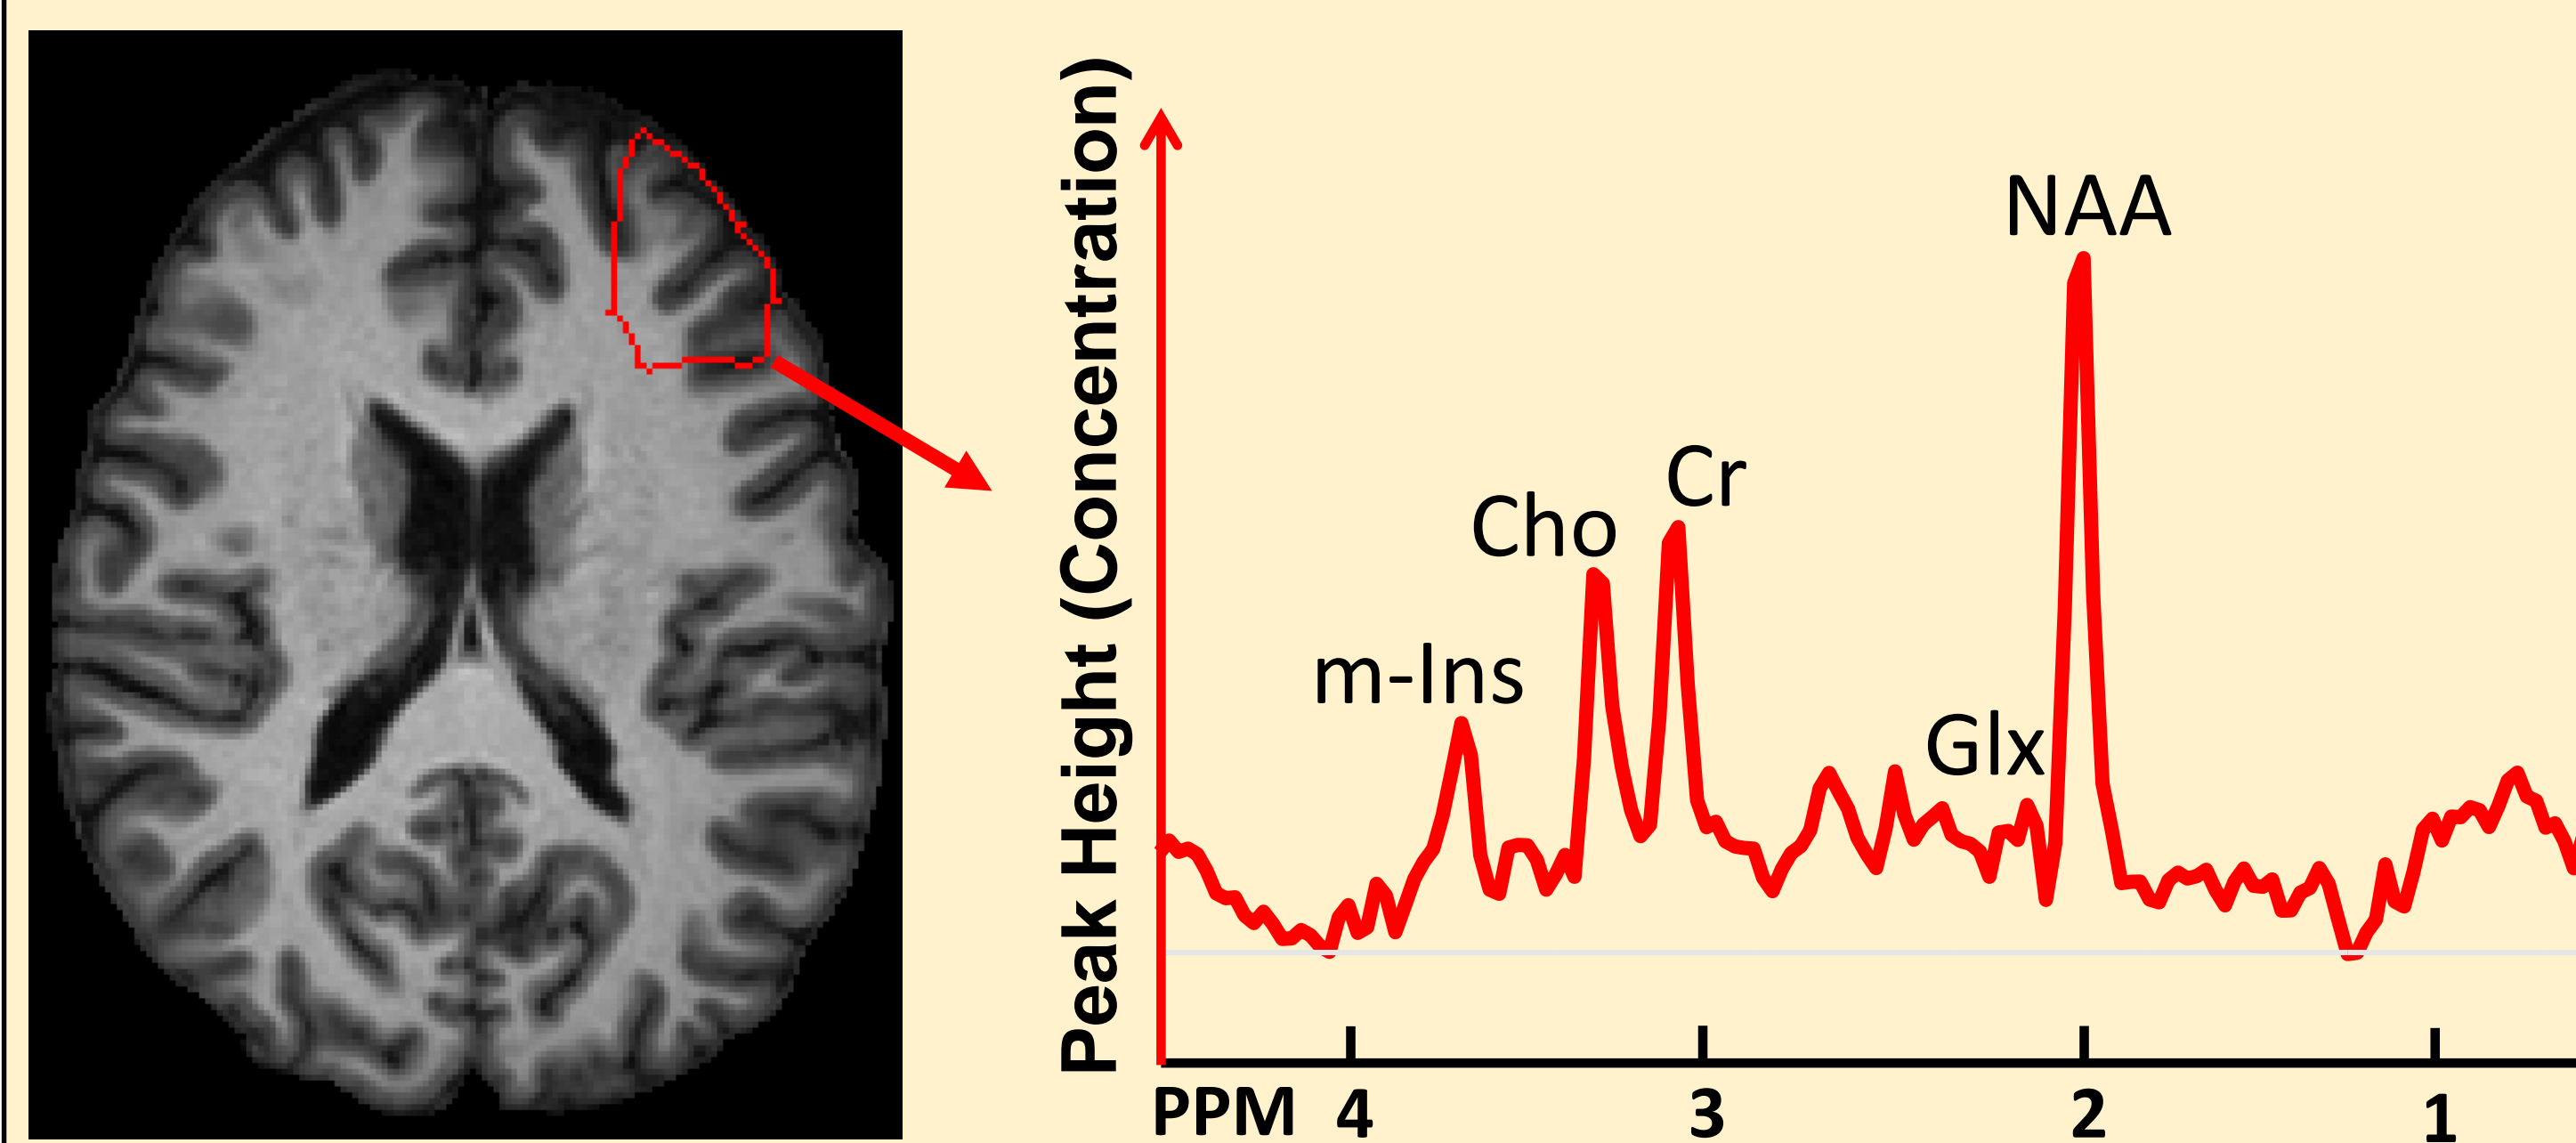 Peak Height (Concentration)
NAA
Cr
Cho
m-Ins
Glx
PPM 4 3 2 1